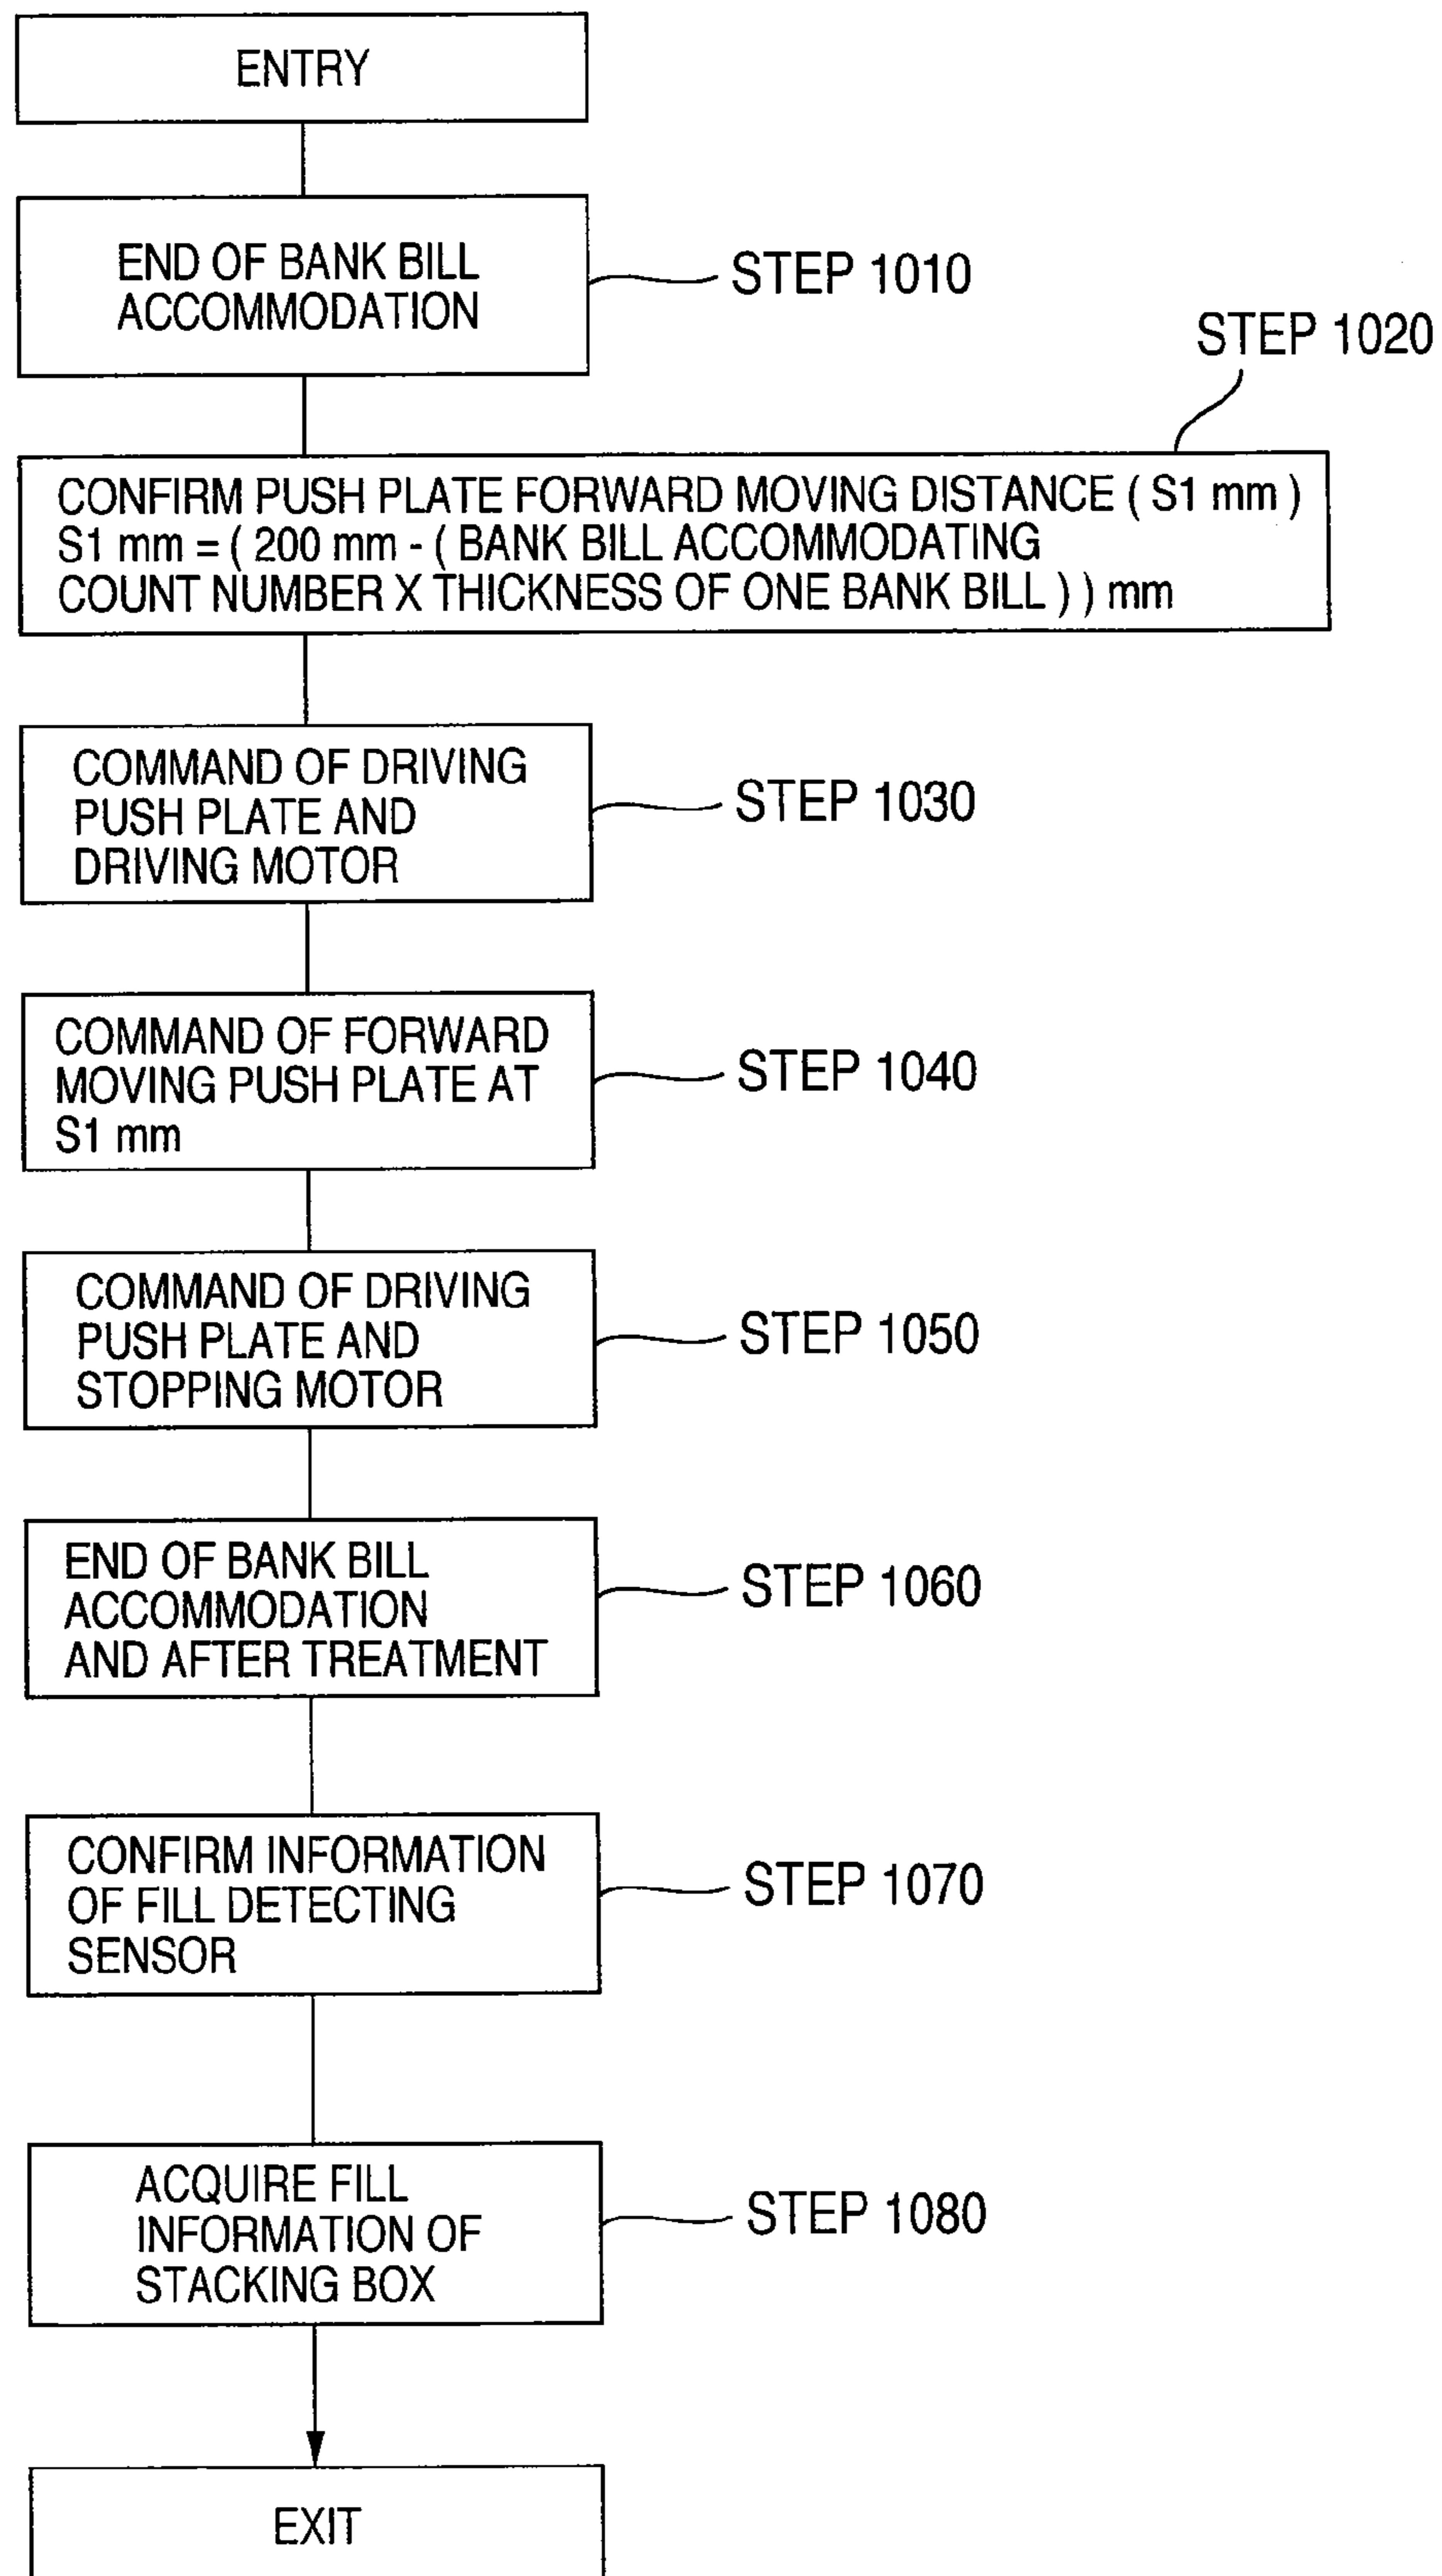 ENTRY
END OF BANK BILL
ACCOMMODATION
STEP 1010
STEP 1020
CONFIRM PUSH PLATE FORWARD MOVING DISTANCE ( S1 mm )
S1 mm = ( 200 mm - ( BANK BILL ACCOMMODATING
COUNT NUMBER X THICKNESS OF ONE BANK BILL ) ) mm
COMMAND OF DRIVING
PUSH PLATE AND
DRIVING MOTOR
STEP 1030
COMMAND OF FORWARD
MOVING PUSH PLATE AT
S1 mm
STEP 1040
COMMAND OF DRIVING
PUSH PLATE AND
STOPPING MOTOR
STEP 1050
END OF BANK BILL
ACCOMMODATION
AND AFTER TREATMENT
STEP 1060
CONFIRM INFORMATION
OF FILL DETECTING
SENSOR
STEP 1070
ACQUIRE FILL
INFORMATION OF
STACKING BOX
STEP 1080
EXIT